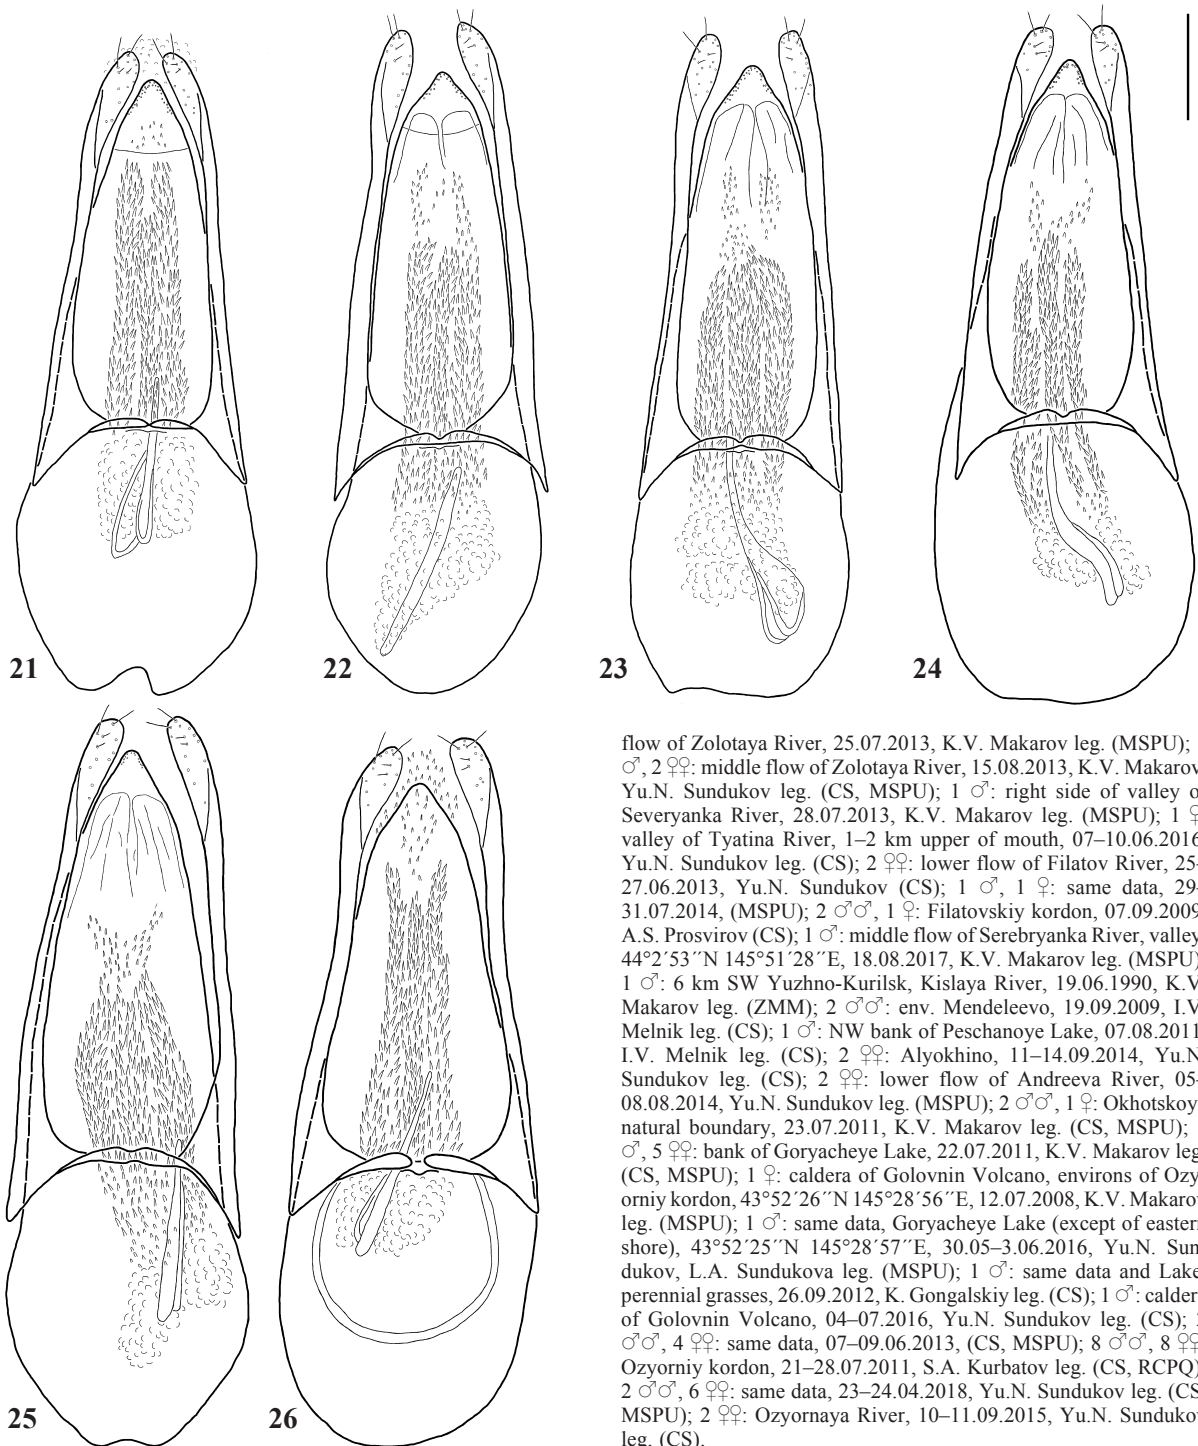 21
22
23
24
25
26
flow of Zolotaya River, 25.07.2013, K.V. Makarov leg. (MSPU);
♂, 2 ♀♀: middle flow of Zolotaya River, 15.08.2013, K.V. Makarov
Yu.N. Sundukov leg. (CS, MSPU); 1 ♂: right side of valley o
Severyanka River, 28.07.2013, K.V. Makarov leg. (MSPU); 1 ♀
valley of Tyatina River, 1–2 km upper of mouth, 07–10.06.2016
Yu.N. Sundukov leg. (CS); 2 ♀♀: lower flow of Filatov River, 25–
27.06.2013, Yu.N. Sundukov (CS); 1 ♂, 1 ♀: same data, 29–
31.07.2014, (MSPU); 2 ♂♂, 1 ♀: Filatovskiy kordon, 07.09.2009
A.S. Prosvirov (CS); 1 ♂: middle flow of Serebryanka River, valley
44°2´53˝N 145°51´28˝E, 18.08.2017, K.V. Makarov leg. (MSPU)
1 ♂: 6 km SW Yuzhno-Kurilsk, Kislaya River, 19.06.1990, K.V
Makarov leg. (ZMM); 2 ♂♂: env. Mendeleevo, 19.09.2009, I.V
Melnik leg. (CS); 1 ♂: NW bank of Peschanoye Lake, 07.08.2011
I.V. Melnik leg. (CS); 2 ♀♀: Alyokhino, 11–14.09.2014, Yu.N
Sundukov leg. (CS); 2 ♀♀: lower flow of Andreeva River, 05–
08.08.2014, Yu.N. Sundukov leg. (MSPU); 2 ♂♂, 1 ♀: Okhotskoy
natural boundary, 23.07.2011, K.V. Makarov leg. (CS, MSPU);
♂, 5 ♀♀: bank of Goryacheye Lake, 22.07.2011, K.V. Makarov leg
(CS, MSPU); 1 ♀: caldera of Golovnin Volcano, environs of Ozy
orniy kordon, 43°52´26˝N 145°28´56˝E, 12.07.2008, K.V. Makarov
leg. (MSPU); 1 ♂: same data, Goryacheye Lake (except of eastern
shore), 43°52´25˝N 145°28´57˝E, 30.05–3.06.2016, Yu.N. Sun
dukov, L.A. Sundukova leg. (MSPU); 1 ♂: same data and Lake
perennial grasses, 26.09.2012, K. Gongalskiy leg. (CS); 1 ♂: calder
of Golovnin Volcano, 04–07.2016, Yu.N. Sundukov leg. (CS);
♂♂, 4 ♀♀: same data, 07–09.06.2013, (CS, MSPU); 8 ♂♂, 8 ♀♀
Ozyorniy kordon, 21–28.07.2011, S.A. Kurbatov leg. (CS, RCPQ)
2 ♂♂, 6 ♀♀: same data, 23–24.04.2018, Yu.N. Sundukov leg. (CS
MSPU); 2 ♀♀: Ozyornaya River, 10–11.09.2015, Yu.N. Sundukov
leg. (CS).